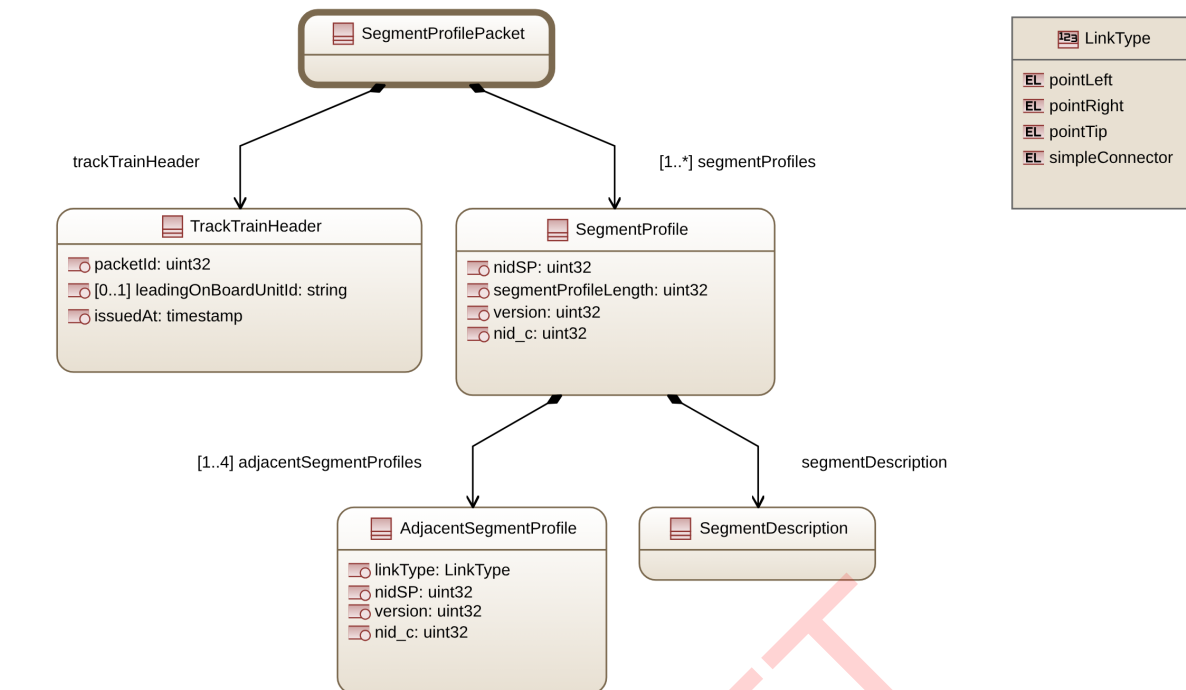 SegmentProfilePacket
LinkType
pointLeft
pointRight
pointTip
simpleConnector
trackTrainHeader
[1..*] segmentProfiles
TrackTrainHeader
packetId: uint32
[0..1] leadingOnBoardUnitId: string
issuedAt: timestamp
SegmentProfile
nidSP: uint32
segmentProfileLength: uint32
version: uint32
nid_c: uint32
[1..4] adjacentSegmentProfiles
segmentDescription
AdjacentSegmentProfile
linkType: LinkType
nidSP: uint32
version: uint32
nid_c: uint32
SegmentDescription